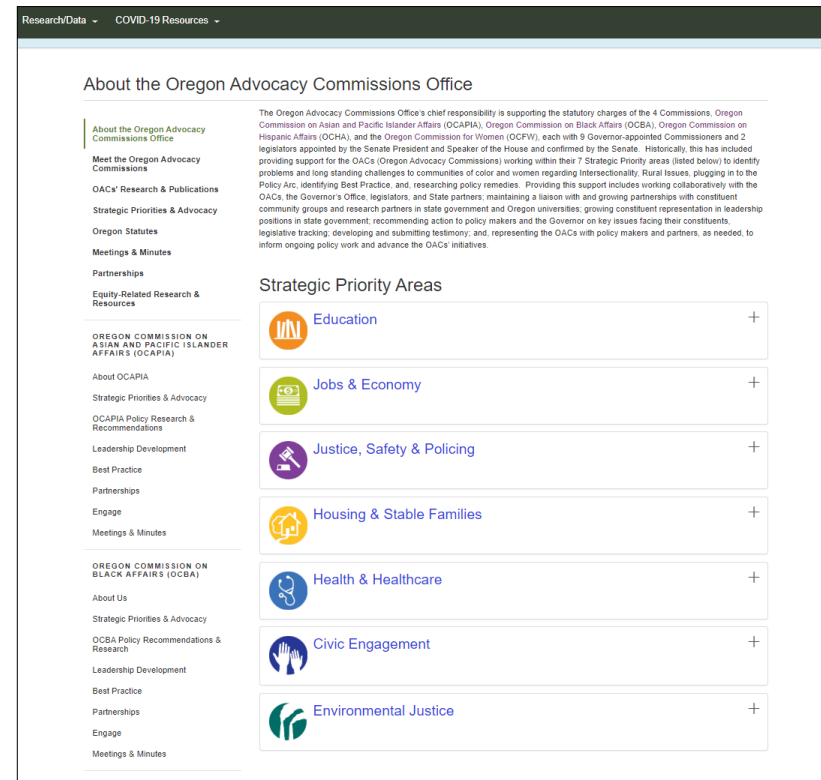 Research/Data
COVID-19 Resources
About the Oregon Advocacy Commissions Office
About the Oregon Advocacy
Commissions Office
Meet the Oregon Advocacy
Commissions
OACs' Research & Publications
Strategic Priorities & Advocacy
Oregon Statutes
Meetings & Minutes
Partnerships
Equity-Related Research &
Resources
OREGON COMMISSION ON
ASIAN AND PACIFIC ISLANDER
AFFAIRS (OCAPIA)
About OCAPIA
Strategic Priorities & Advocacy
OCAPIA Policy Research &
Recommendations
Leadership Development
Best Practice
Partnerships
Engage
Meetings & Minutes
OREGON COMMISSION ON
BLACK AFFAIRS (OCBA)
About Us
Strategic Priorities & Advocacy
OCBA Policy Recommendations &
Research
Leadership Development
Best Practice
Partnerships
Engage
Meetings & Minutes
The Oregon Advocacy Commissions Office's chief responsibility is supporting the statutory charges of the 4 Commissions, Oregon
Commission on Asian and Pacific Islander Affairs (OCAPIA), Oregon Commission on Black Affairs (OCBA), Oregon Commission on
Hispanic Affairs (OCHA), and the Oregon Commission for Women (OCFW), each with 9 Governor-appointed Commissioners and 2
legislators appointed by the Senate President and Speaker of the House and confirmed by the Senate. Historically, this has included
providing support for the OACs (Oregon Advocacy Commissions) working within their 7 Strategic Priority areas (listed below) to identify
problems and long standing challenges to communities of color and women regarding Intersectionality, Rural Issues, plugging in to the
Policy Arc, identifying Best Practice, and, researching policy remedies. Providing this support includes working collaboratively with the
OACs, the Governor's Office, legislators, and State partners; maintaining a liaison with and growing partnerships with constituent
community groups and research partners in state government and Oregon universities; growing constituent representation in leadership
positions in state government; recommending action to policy makers and the Governor on key issues facing their constituents,
legislative tracking; developing and submitting testimony; and, representing the OACs with policy makers and partners, as needed, to
inform ongoing policy work and advance the OACs' initiatives.
Strategic Priority Areas
Education
Jobs & Economy
Justice, Safety & Policing
Housing & Stable Families
Health & Healthcare
Civic Engagement
Environmental Justice